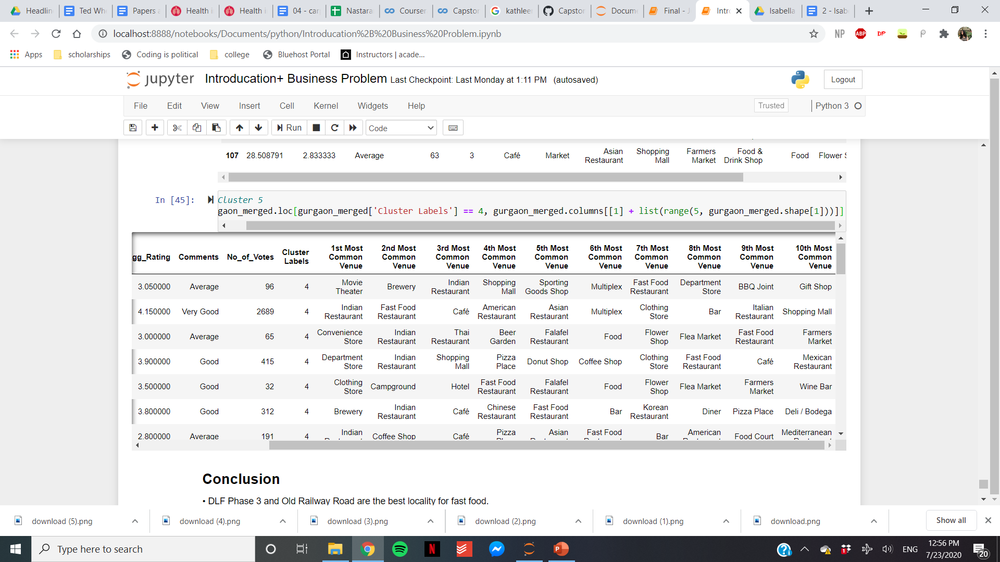 Headlin
Ted Whe
Papers a
Health i
Health i
04 - car
Nastara
Courser
Capstor
kathlee
Capstor
Docume
Final - J
Intro
Isabella
2 - Isab
localhost:8888/notebooks/Documents/python/Introducation%2B%20Business%20Problem.ipynb
NP ABP DP
Apps scholarships Coding is political college Bluehost Portal Instructors | acade...
jupyter Introducation+ Business Problem Last Checkpoint: Last Monday at 1:11 PM (autosaved)
Logout
File Edit View Insert Cell Kernel Widgets Help
Trusted Python 3
Run Code
107 28.508791 2.833333 Average 63 3 Café Market Asian Restaurant Shopping Mall Farmers Market Food & Drink Shop Food Flower S
In [45]:
Cluster 5
gaon_merged.loc[gurgaon_merged['Cluster Labels'] == 4, gurgaon_merged.columns[[1] + list(range(5, gurgaon_merged.shape[1]))]]
gg_Rating Comments No_of_Votes Cluster Labels 1st Most Common Venue 2nd Most Common Venue 3rd Most Common Venue 4th Most Common Venue 5th Most Common Venue 6th Most Common Venue 7th Most Common Venue 8th Most Common Venue 9th Most Common Venue 10th Most Common Venue
3.050000 Average 96 4 Movie Theater Brewery Indian Restaurant Shopping Mall Sporting Goods Shop Multiplex Fast Food Restaurant Department Store BBQ Joint Gift Shop
4.150000 Very Good 2689 4 Indian Restaurant Fast Food Restaurant Café American Restaurant Asian Restaurant Multiplex Clothing Store Bar Italian Restaurant Shopping Mall
3.000000 Average 65 4 Convenience Store Indian Restaurant Thai Restaurant Beer Garden Falafel Restaurant Food Flower Shop Flea Market Fast Food Restaurant Farmers Market
3.900000 Good 415 4 Department Store Indian Restaurant Shopping Mall Pizza Place Donut Shop Coffee Shop Clothing Store Fast Food Restaurant Café Mexican Restaurant
3.500000 Good 32 4 Clothing Store Campground Hotel Fast Food Restaurant Falafel Restaurant Food Flower Shop Flea Market Farmers Market Wine Bar
3.800000 Good 312 4 Brewery Indian Restaurant Café Chinese Restaurant Fast Food Restaurant Bar Korean Restaurant Diner Pizza Place Deli / Bodega
2.800000 Average 191 4 Indian Coffee Shop Café Pizza Asian Fast Food Bar American Food Court Mediterranean
Conclusion
• DLF Phase 3 and Old Railway Road are the best locality for fast food.
download (5).png
download (4).png
download (3).png
download (2).png
download (1).png
download.png
Show all
Type here to search
ENG
12:56 PM
7/23/2020
20